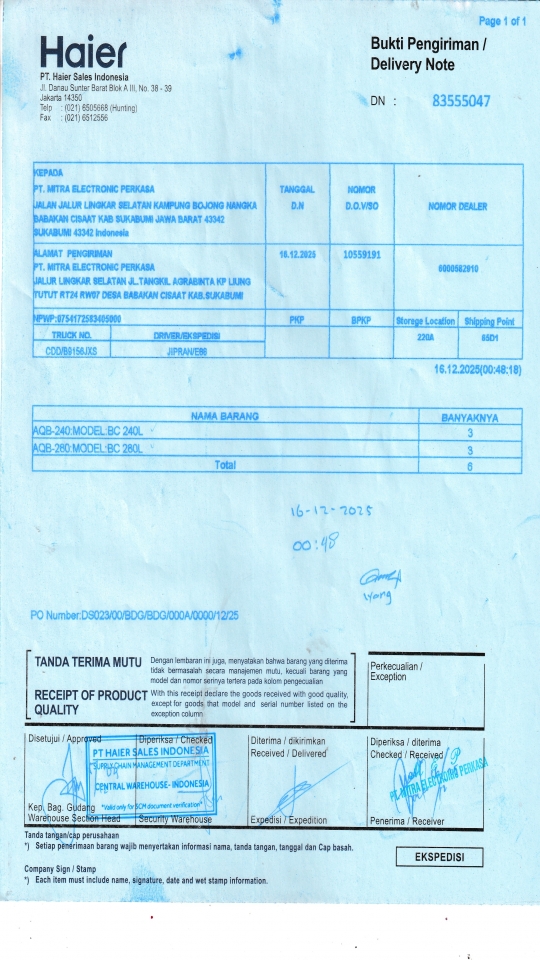 Page 1 of 1
Haier
PT. Haier Sales Indonesia
Jl. Danau Sunter Barat Blok A III, No. 38 - 39
Jakarta 14350
Telp : (021) 6505668 (Hunting)
Fax : (021) 6512556
Bukti Pengiriman /
Delivery Note
DN : 83555047
KEPADA
PT. MITRA ELECTRONIC PERKASA
JALAN JALUR LINGKAR SELATAN KAMPUNG BOJONG NANGKA
BABAKAN CISAAT KAB SUKABUMI JAWA BARAT 43342
SUKABUMI 43342 Indonesia
TANGGAL
D.N
NOMOR
D.O.V/SO
NOMOR DEALER
ALAMAT PENGIRIMAN
PT. MITRA ELECTRONIC PERKASA
JALUR LINGKAR SELATAN JL.TANGKIL AGRABINTA KP LIUNG
TUTUT RT24 RW07 DESA BABAKAN CISAAT KAB.SUKABUMI
16.12.2025
10559191
NPWP:0754172583405000
PKP
BPKP
Storage Location
Shipping Point
TRUCK NO.
DRIVER/EKSPEDISI
220A
CDD/B9156JXS
16.12.2025(00:48:18)
NAMA BARANG
BANYAKNYA
AQB-240:MODEL:BC 240L
3
AQB-280:MODEL:BC 280L
3
Total
6
16-12-2025
00:48
PO Number:DS023/00/BDG/BDG/000A/0000/12/25
TANDA TERIMA MUTU
Dengan lembaran ini juga, menyatakan bahwa barang yang diterima
tidak bermasalah secara manajemen mutu, kecuali barang yang
model dan nomor serinya tertera pada kolom pengecualian
RECEIPT OF PRODUCT
QUALITY
With this receipt declare the goods received with good quality,
except for goods that model and serial number listed on the
exception column
Perkecualian /
Exception
Disetujui / Approved
Diperiksa / Checked
Diterima / dikirimkan
Received / Delivered
Diperiksa / diterima
Checked / Received
PT HAIER SALES INDONESIA
SUPPLY CHAIN MANAGEMENT DEPARTMENT
CENTRAL WAREHOUSE- INDONESIA
*Valid only for SCM document verification*
PT. MITRA ELECTRONIC PERKASA
Kep. Bag. Gudang
Warehouse Section Head
Security Warehouse
Expedisi / Expedition
Penerima / Receiver
Tanda tangan/cap perusahaan
*) Setiap penerimaan barang wajib menyertakan informasi nama, tanda tangan, tanggal dan Cap basah.
EKSPEDISI
Company Sign / Stamp
*) Each item must include name, signature, date and wet stamp information.